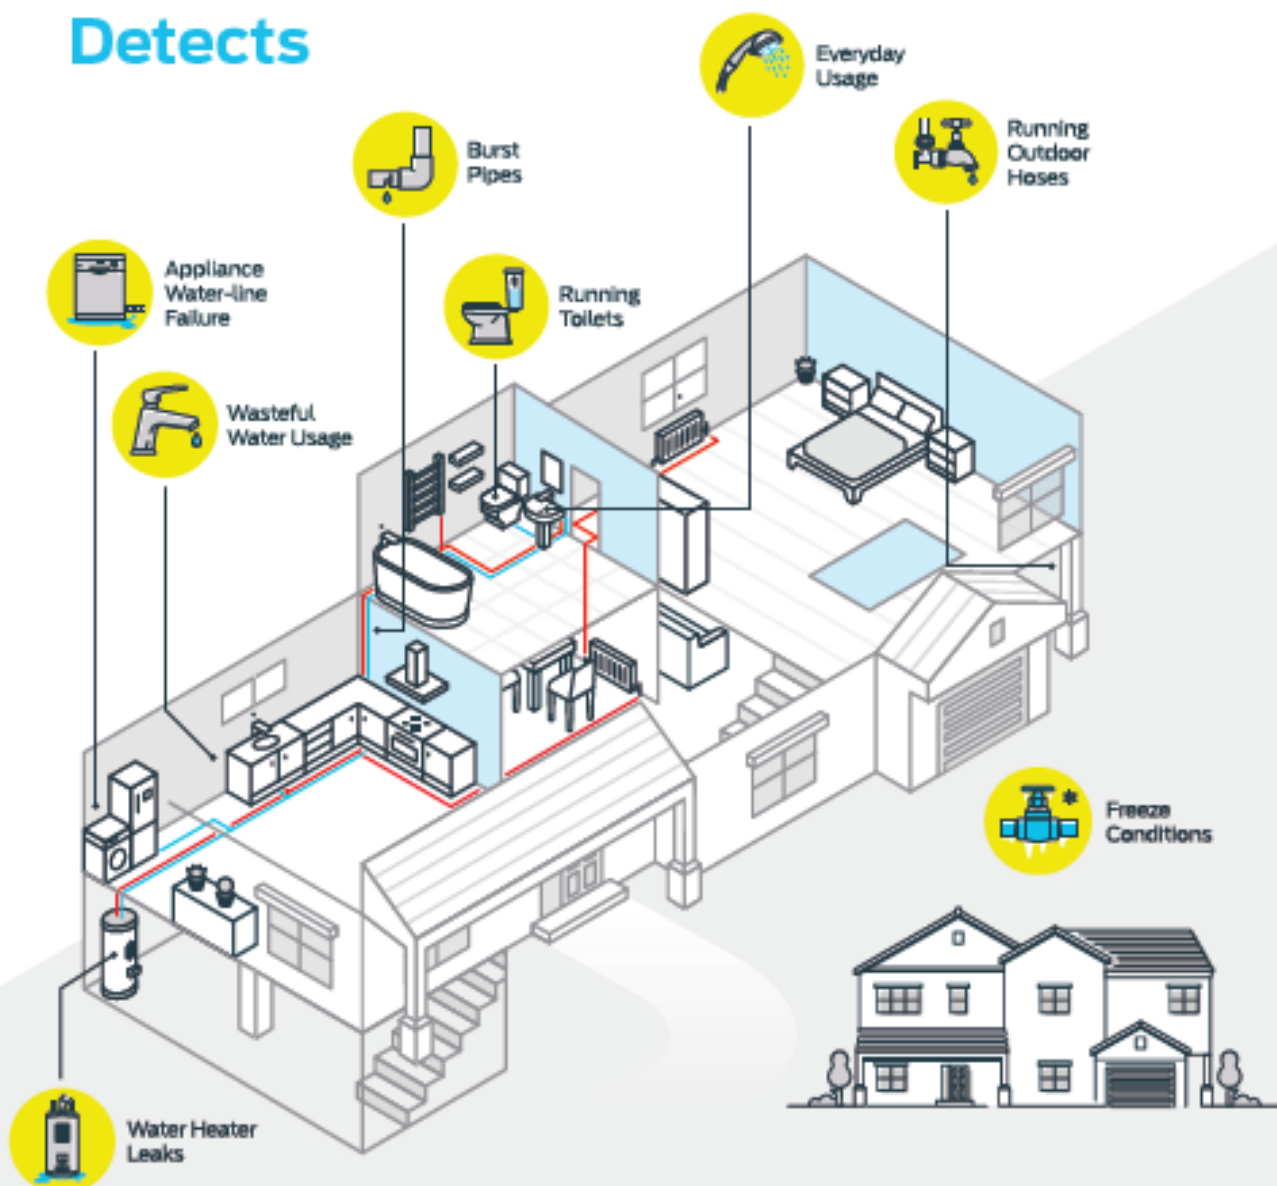 Detects
Everyday
Usage
Burst
Pipes
Running
Outdoor
Hoses
Appliance
Water-line
Failure
Running
Toilets
Wasteful
Water Usage
Freeze
Conditions
Water Heater
Leaks